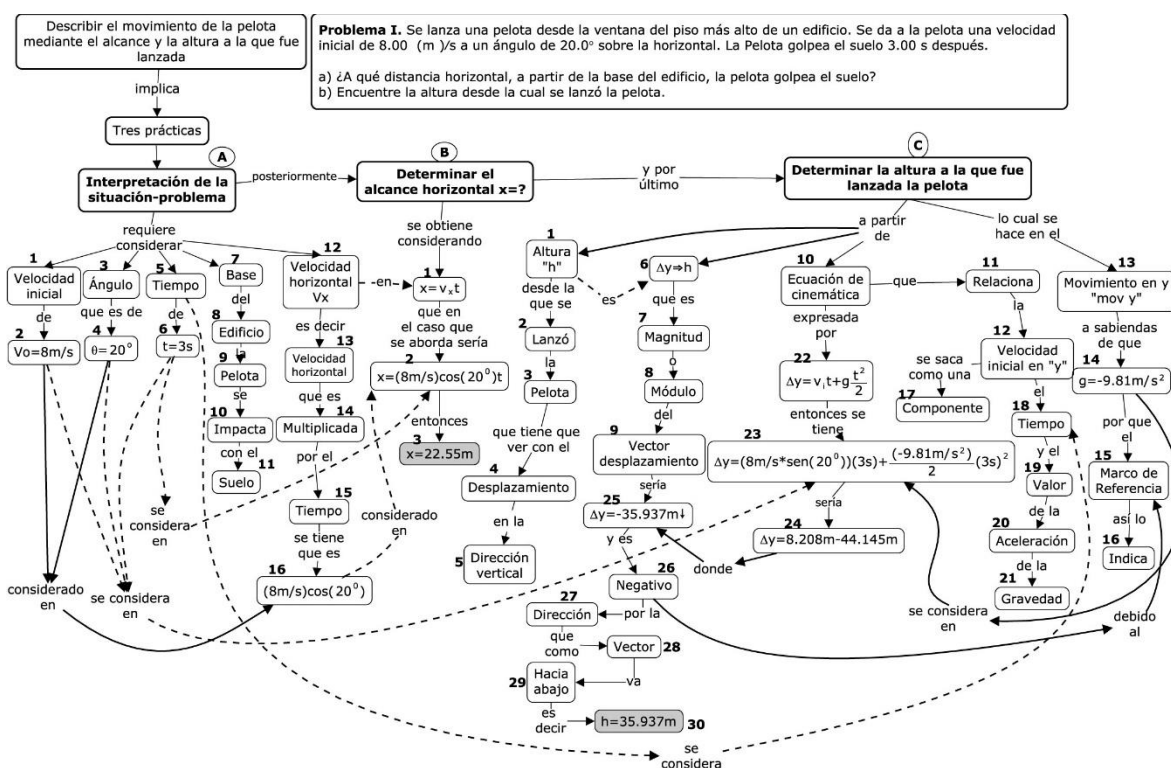 Describir el movimiento de la pelota
mediante el alcance y la altura a la que fue
lanzada
Problema I. Se lanza una pelota desde la ventana del piso más alto de un edificio. Se da a la pelota una velocidad
inicial de 8.00 (m )/s a un ángulo de 20.0° sobre la horizontal. La Pelota golpea el suelo 3.00 s después.
a) ¿A qué distancia horizontal, a partir de la base del edificio, la pelota golpea el suelo?
b) Encuentre la altura desde la cual se lanzó la pelota.
implica
Tres prácticas
A
Interpretación de la
situación-problema
posteriormente
B
Determinar el
alcance horizontal x=?
y por
último
C
Determinar la altura a la que fue
lanzada la pelota
requiere
considerar
1
Velocidad
inicial
de
2
Vo=8m/s
3
Ángulo
que es de
4
θ=20°
5
Tiempo
de
6
t=3s
7
Base
del
8
Edificio
la
9
Pelota
se
10
Impacta
con el
11
Suelo
12
Velocidad
horizontal
Vx
en
es decir
13
Velocidad
horizontal
que es
14
Multiplicada
por el
15
Tiempo
se tiene
que es
16
(8m/s)cos(20⁰)
considerado
en
se considera
en
se
considera
en
considerado
en
se obtiene
considerando
1
x=vₓt
que en
el caso que
se aborda sería
2
x=(8m/s)cos(20⁰)t
entonces
3
x=22.55m
a partir
de
1
Altura
"h"
es
desde la
que se
2
Lanzó
la
3
Pelota
que tiene que
ver con el
4
Desplazamiento
en la
5
Dirección
vertical
6
Δy⇒h
que es
7
Magnitud
o
8
Módulo
del
9
Vector
desplazamiento
sería
25
Δy=-35.937m↓
y es
26
Negativo
por la
27
Dirección
que
como
Vector
28
va
29
Hacia
abajo
es
decir
h=35.937m
30
10
Ecuación de
cinemática
que
expresada
por
22
Δy=vᵢt+g t²/2
entonces se
tiene
23
Δy=(8m/s*sen(20⁰))(3s)+(-9.81m/s²)/2 (3s)²
sería
24
Δy=8.208m-44.145m
donde
lo cual se
hace en el
11
Relaciona
la
12
Velocidad
inicial en "y"
se saca
como una
17
Componente
el
18
Tiempo
y el
19
Valor
de la
20
Aceleración
de la
21
Gravedad
13
Movimiento en y
"mov y"
a sabiendas
de que
14
g=-9.81m/s²
por que
el
15
Marco de
Referencia
así lo
16
Indica
se considera
en
debido
al
se
considera